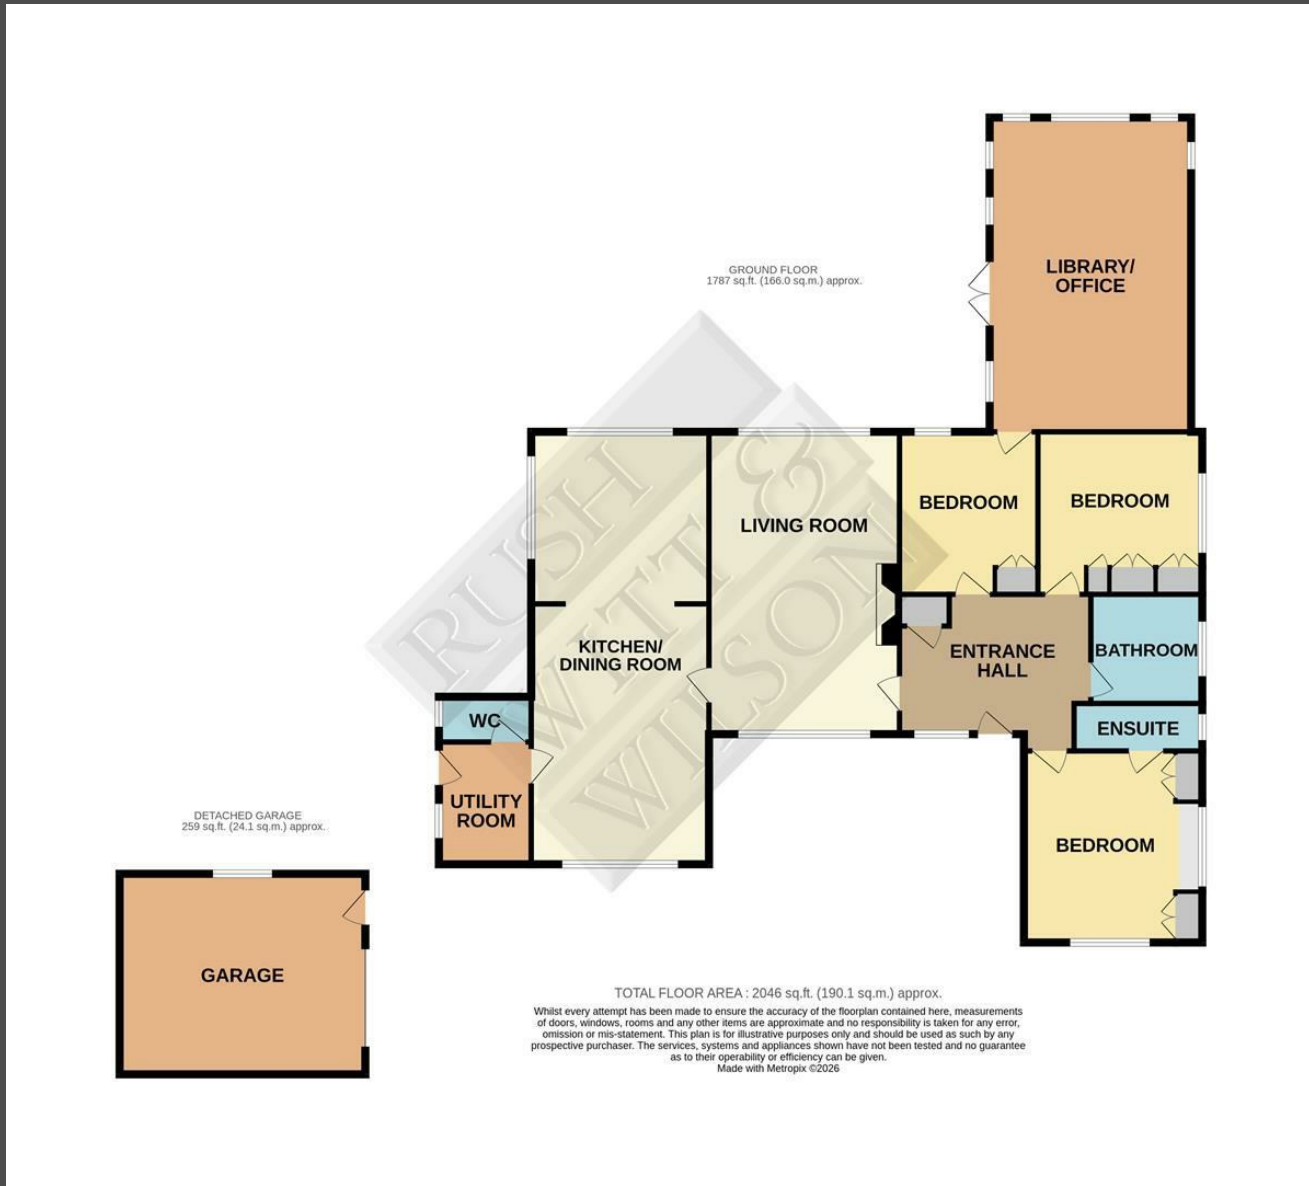 GROUND FLOOR
1787 sq.ft. (166.0 sq.m.) approx.
LIBRARY/
OFFICE
BEDROOM
BEDROOM
LIVING ROOM
KITCHEN/
DINING ROOM
ENTRANCE
HALL
BATHROOM
WC
ENSUITE
UTILITY
ROOM
BEDROOM
RUSH
WITT &
WILSON
DETACHED GARAGE
259 sq.ft. (24.1 sq.m.) approx.
GARAGE
TOTAL FLOOR AREA : 2046 sq.ft. (190.1 sq.m.) approx.
Whilst every attempt has been made to ensure the accuracy of the floorplan contained here, measurements
of doors, windows, rooms and any other items are approximate and no responsibility is taken for any error,
omission or mis-statement. This plan is for illustrative purposes only and should be used as such by any
prospective purchaser. The services, systems and appliances shown have not been tested and no guarantee
as to their operability or efficiency can be given.
Made with Metropix ©2026